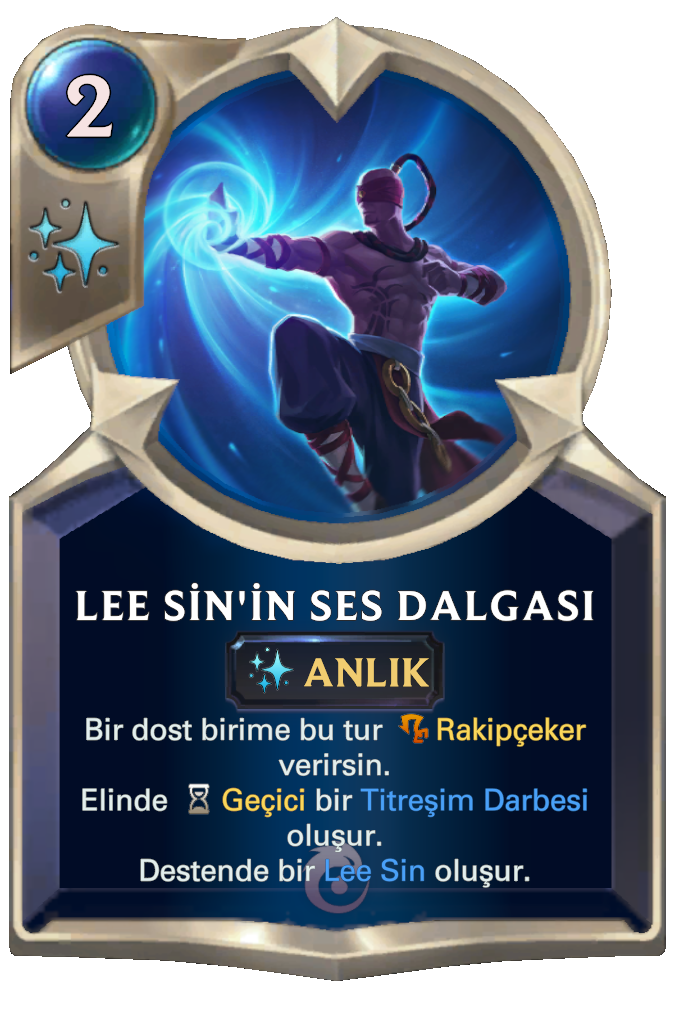 2
LEE SİN'İN SES DALGASI
ANLIK
Bir dost birime bu tur Rakipçeker
verirsin.
Elinde Geçici bir Titreşim Darbesi
oluşur.
Destende bir Lee Sin oluşur.